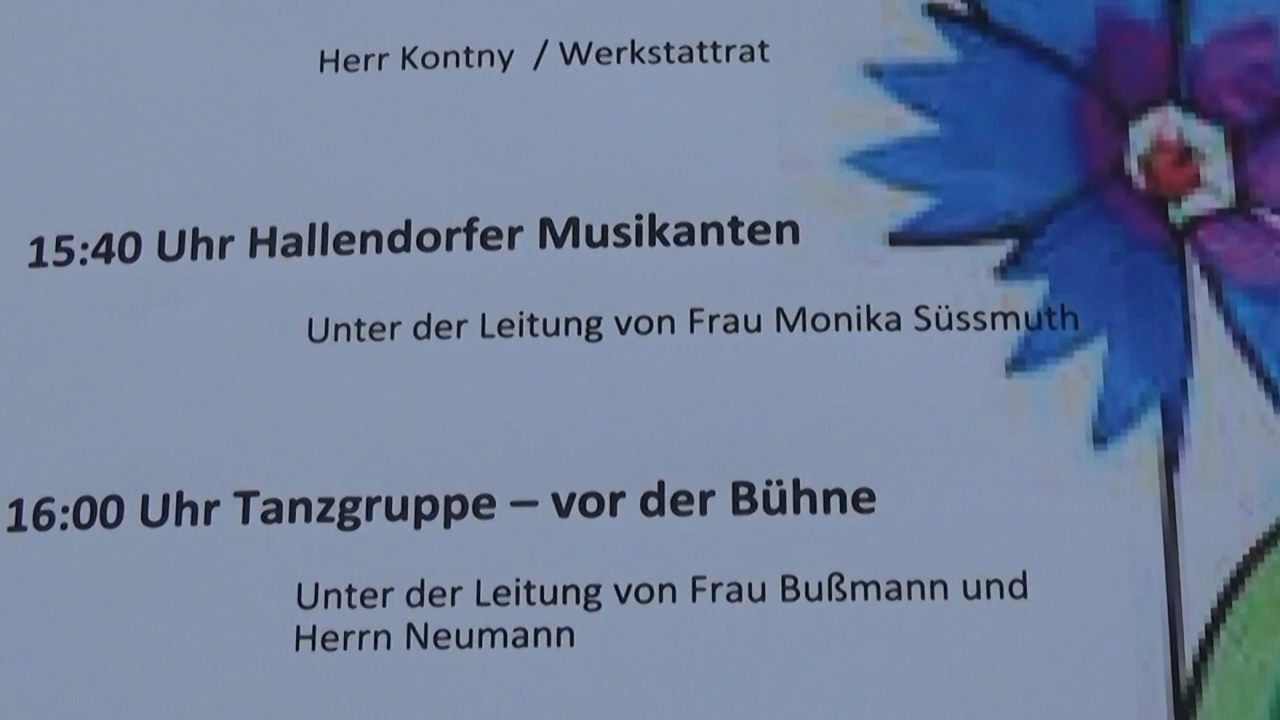 Herr Kontny / Werkstattrat
15:40 Uhr Hallendorfer Musikanten
Unter der Leitung von Frau Monika Süssmuth
16:00 Uhr Tanzgruppe – vor der Bühne
Unter der Leitung von Frau Bußmann und
Herrn Neumann